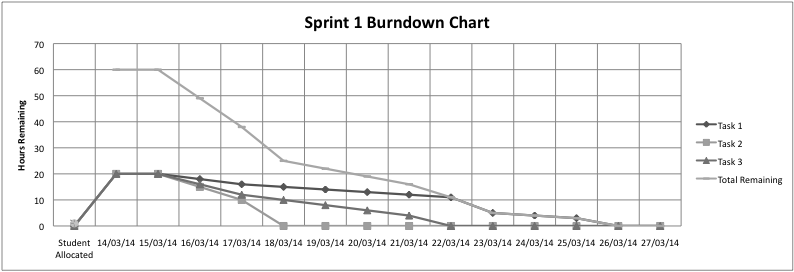 Sprint 1 Burndown Chart
70
60
50
40
30
20
10
0
Hours Remaining
Student
Allocated
14/03/14 15/03/14 16/03/14 17/03/14 18/03/14 19/03/14 20/03/14 21/03/14 22/03/14 23/03/14 24/03/14 25/03/14 26/03/14 27/03/14
Task 1
Task 2
Task 3
Total Remaining